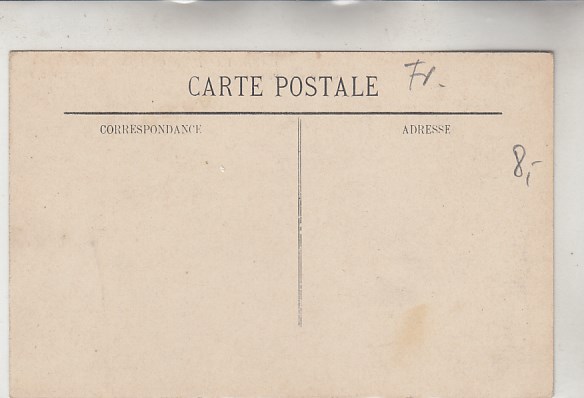 CARTE POSTALE Fr.
CORRESPONDANCE ADRESSE
8,-